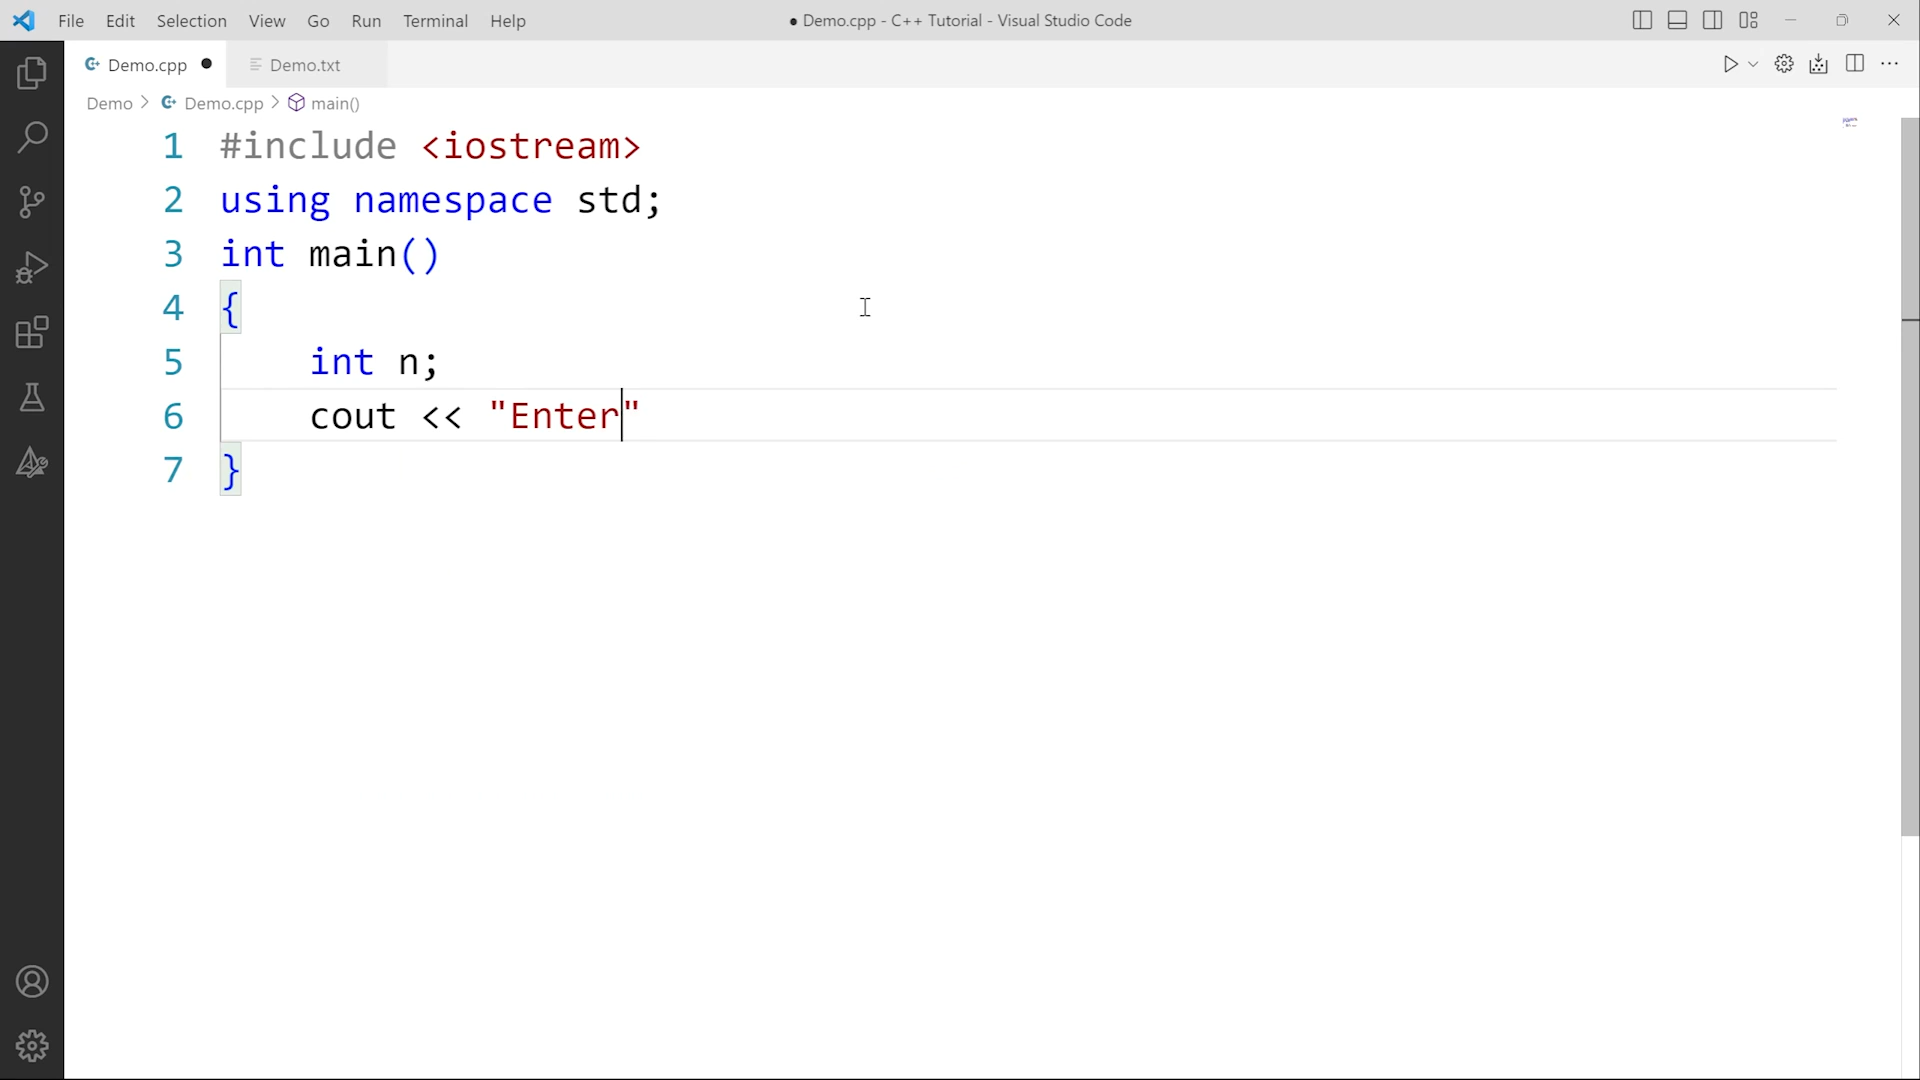 File Edit Selection View Go Run Terminal Help ● Demo.cpp - C++ Tutorial - Visual Studio Code
Demo.cpp ● Demo.txt
Demo > Demo.cpp > main()
1 #include <iostream>
2 using namespace std;
3 int main()
4 {
5     int n;
6     cout << "Enter"
7 }